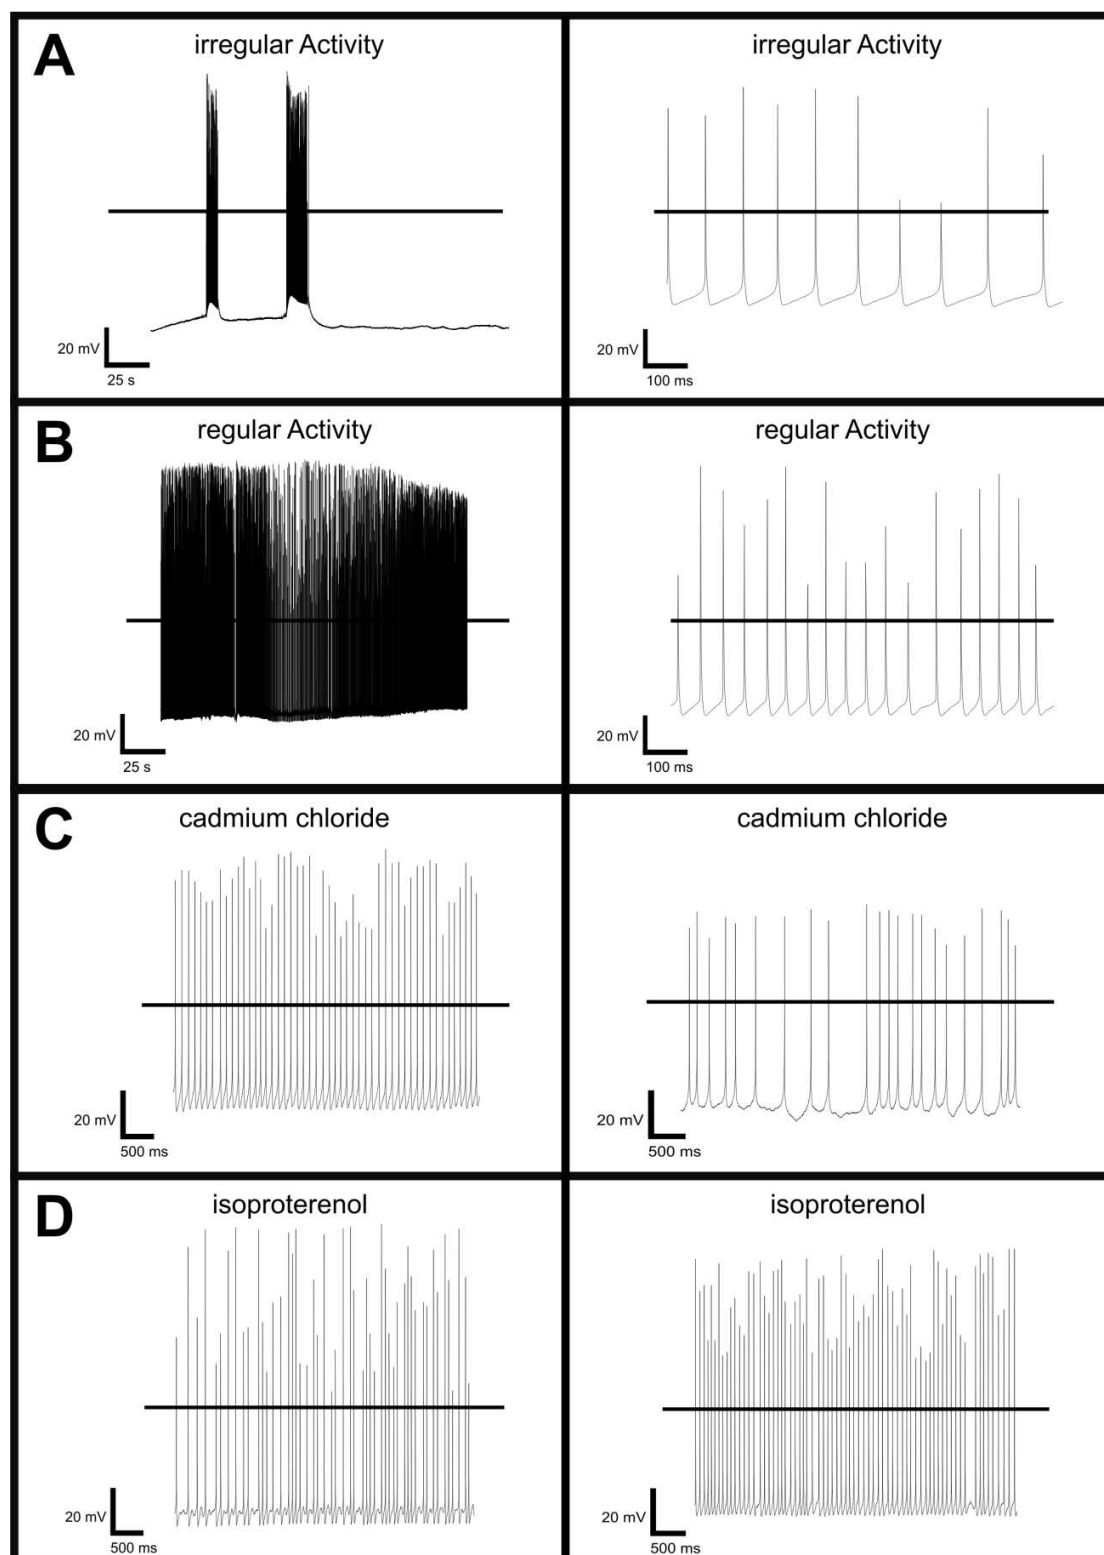 A
irregular Activity
20 mV
25 s
irregular Activity
20 mV
100 ms
B
regular Activity
20 mV
25 s
regular Activity
20 mV
100 ms
C
cadmium chloride
20 mV
500 ms
cadmium chloride
20 mV
500 ms
D
isoproterenol
20 mV
500 ms
isoproterenol
20 mV
500 ms